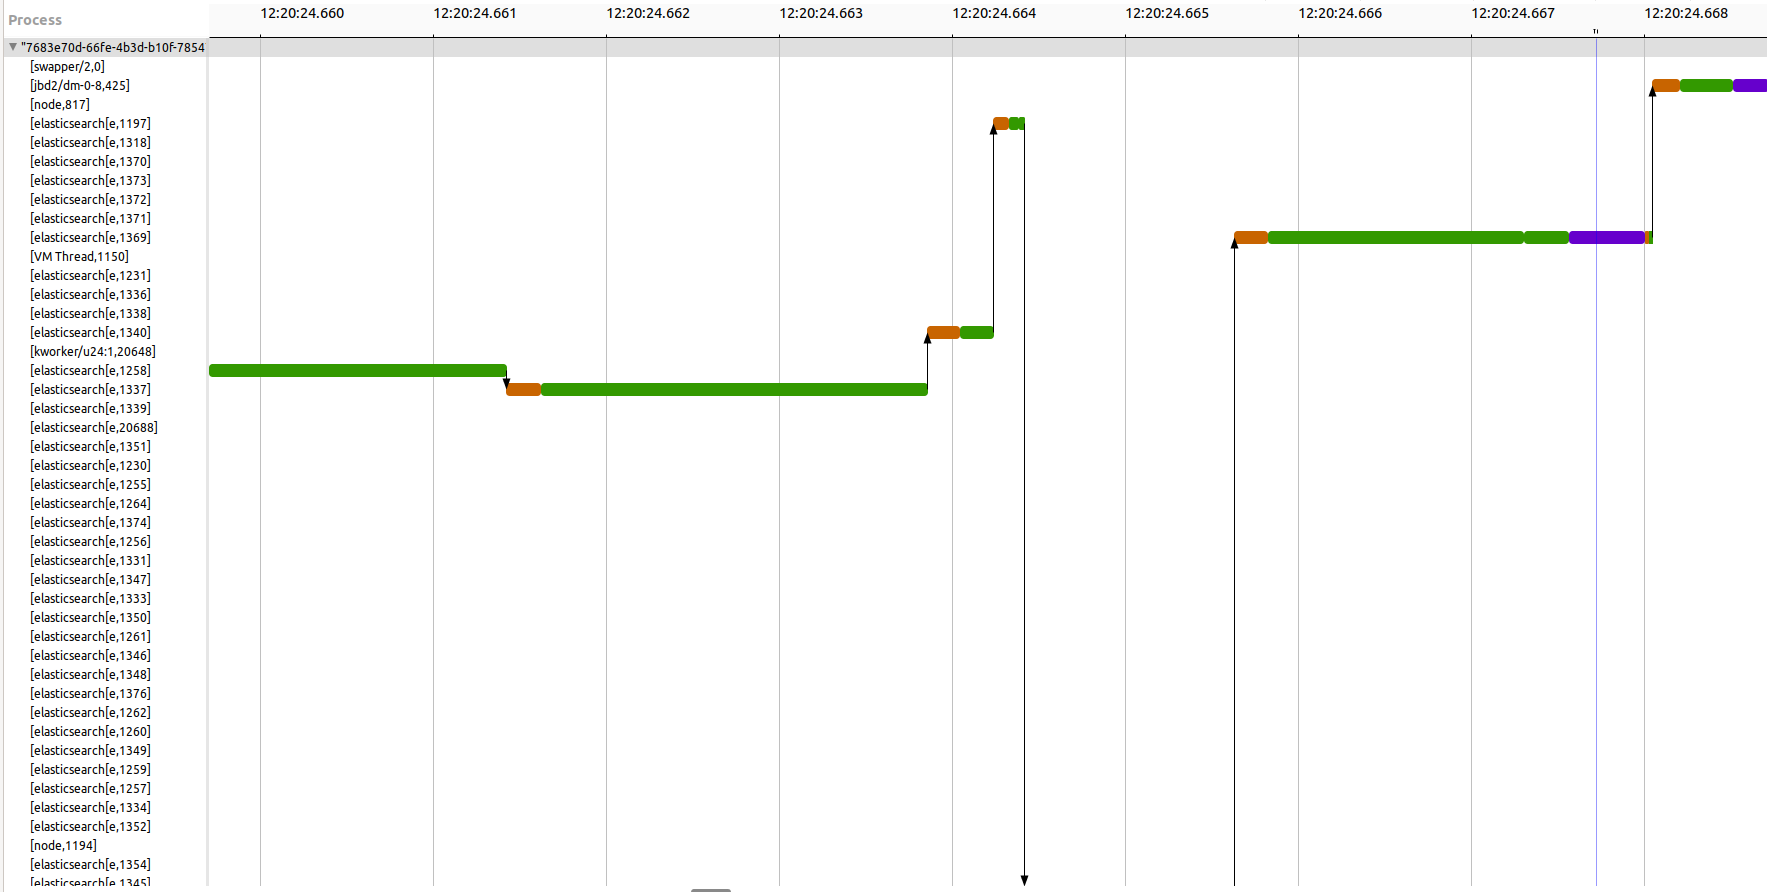 Process
12:20:24.660 12:20:24.661 12:20:24.662 12:20:24.663 12:20:24.664 12:20:24.665 12:20:24.666 12:20:24.667 12:20:24.668
"7683e70d-66fe-4b3d-b10f-7854
[swapper/2,0]
[jbd2/dm-0-8,425]
[node,817]
[elasticsearch[e,1197]
[elasticsearch[e,1318]
[elasticsearch[e,1370]
[elasticsearch[e,1373]
[elasticsearch[e,1372]
[elasticsearch[e,1371]
[elasticsearch[e,1369]
[VM Thread,1150]
[elasticsearch[e,1231]
[elasticsearch[e,1336]
[elasticsearch[e,1338]
[elasticsearch[e,1340]
[kworker/u24:1,20648]
[elasticsearch[e,1258]
[elasticsearch[e,1337]
[elasticsearch[e,1339]
[elasticsearch[e,20688]
[elasticsearch[e,1351]
[elasticsearch[e,1230]
[elasticsearch[e,1255]
[elasticsearch[e,1264]
[elasticsearch[e,1374]
[elasticsearch[e,1256]
[elasticsearch[e,1331]
[elasticsearch[e,1347]
[elasticsearch[e,1333]
[elasticsearch[e,1350]
[elasticsearch[e,1261]
[elasticsearch[e,1346]
[elasticsearch[e,1348]
[elasticsearch[e,1376]
[elasticsearch[e,1262]
[elasticsearch[e,1260]
[elasticsearch[e,1349]
[elasticsearch[e,1259]
[elasticsearch[e,1257]
[elasticsearch[e,1334]
[elasticsearch[e,1352]
[node,1194]
[elasticsearch[e,1354]
[elasticsearch[e,1345]